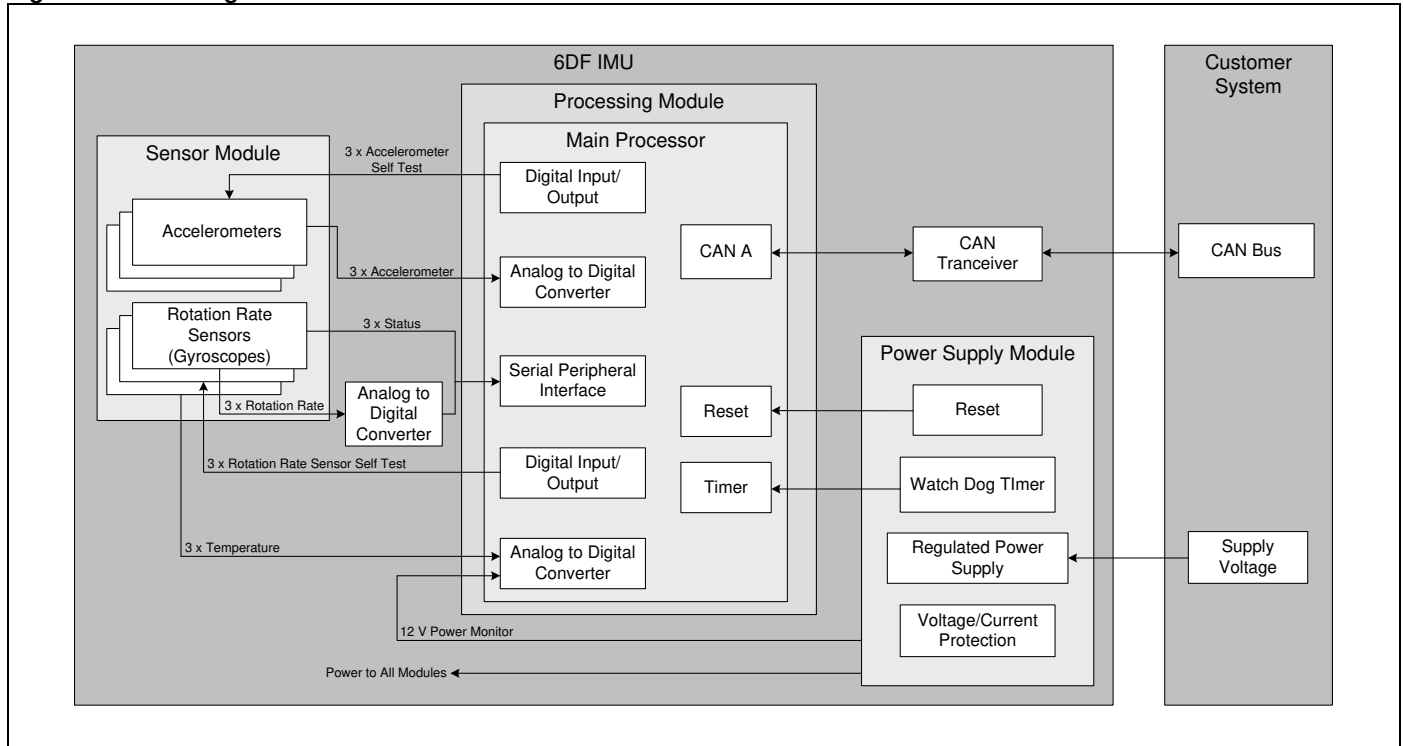 6DF IMU
Customer
System
Processing Module
Main Processor
Sensor Module
3 x Accelerometer
Self Test
Digital Input/
Output
Accelerometers
CAN A
CAN
Tranceiver
CAN Bus
3 x Accelerometer
Analog to Digital
Converter
Rotation Rate
Sensors
(Gyroscopes)
3 x Status
Power Supply Module
Serial Peripheral
Interface
Analog to
Digital
Converter
3 x Rotation Rate
Reset
Reset
3 x Rotation Rate Sensor Self Test
Digital Input/
Output
Timer
Watch Dog TImer
3 x Temperature
Analog to Digital
Converter
Regulated Power
Supply
Supply
Voltage
12 V Power Monitor
Voltage/Current
Protection
Power to All Modules